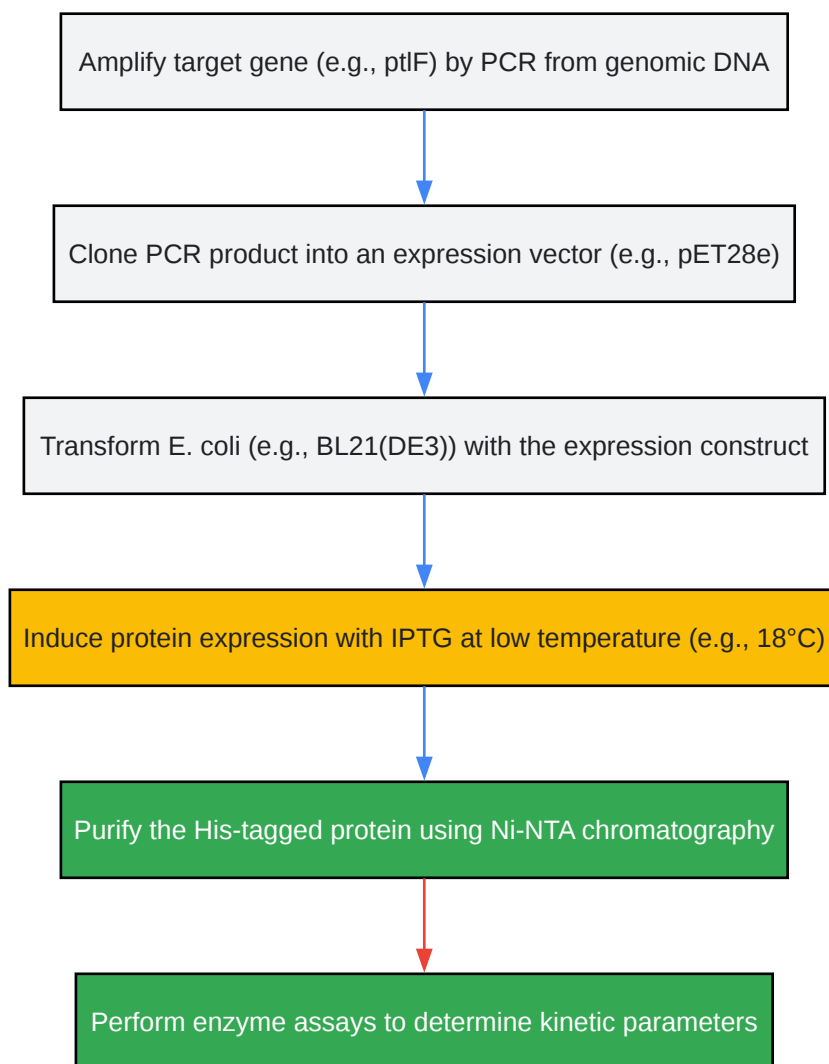 Amplify target gene (e.g., ptlF) by PCR from genomic DNA
Clone PCR product into an expression vector (e.g., pET28e)
Transform E. coli (e.g., BL21(DE3)) with the expression construct
Induce protein expression with IPTG at low temperature (e.g., 18°C)
Purify the His-tagged protein using Ni-NTA chromatography
Perform enzyme assays to determine kinetic parameters